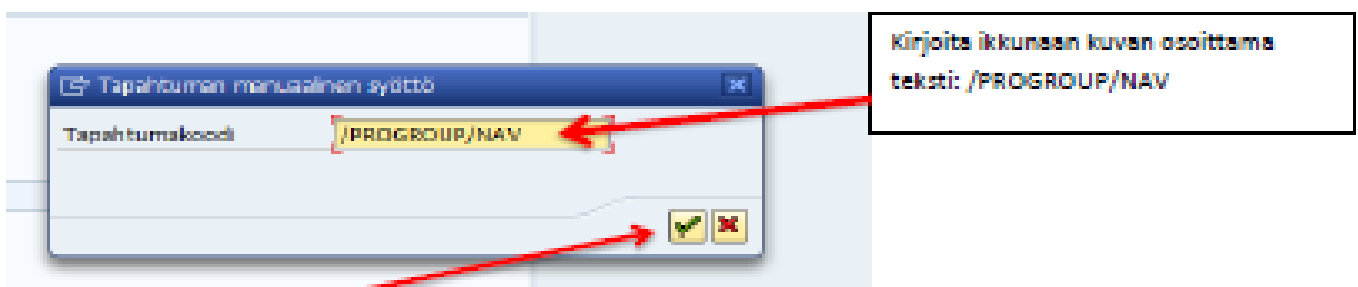 Tapahtuman manuaalinen syöttö
Tapahtumakoodi
/PROGROUP/NAV
Kirjoita ikkunaan kuvan osoittama
teksti: /PROGROUP/NAV